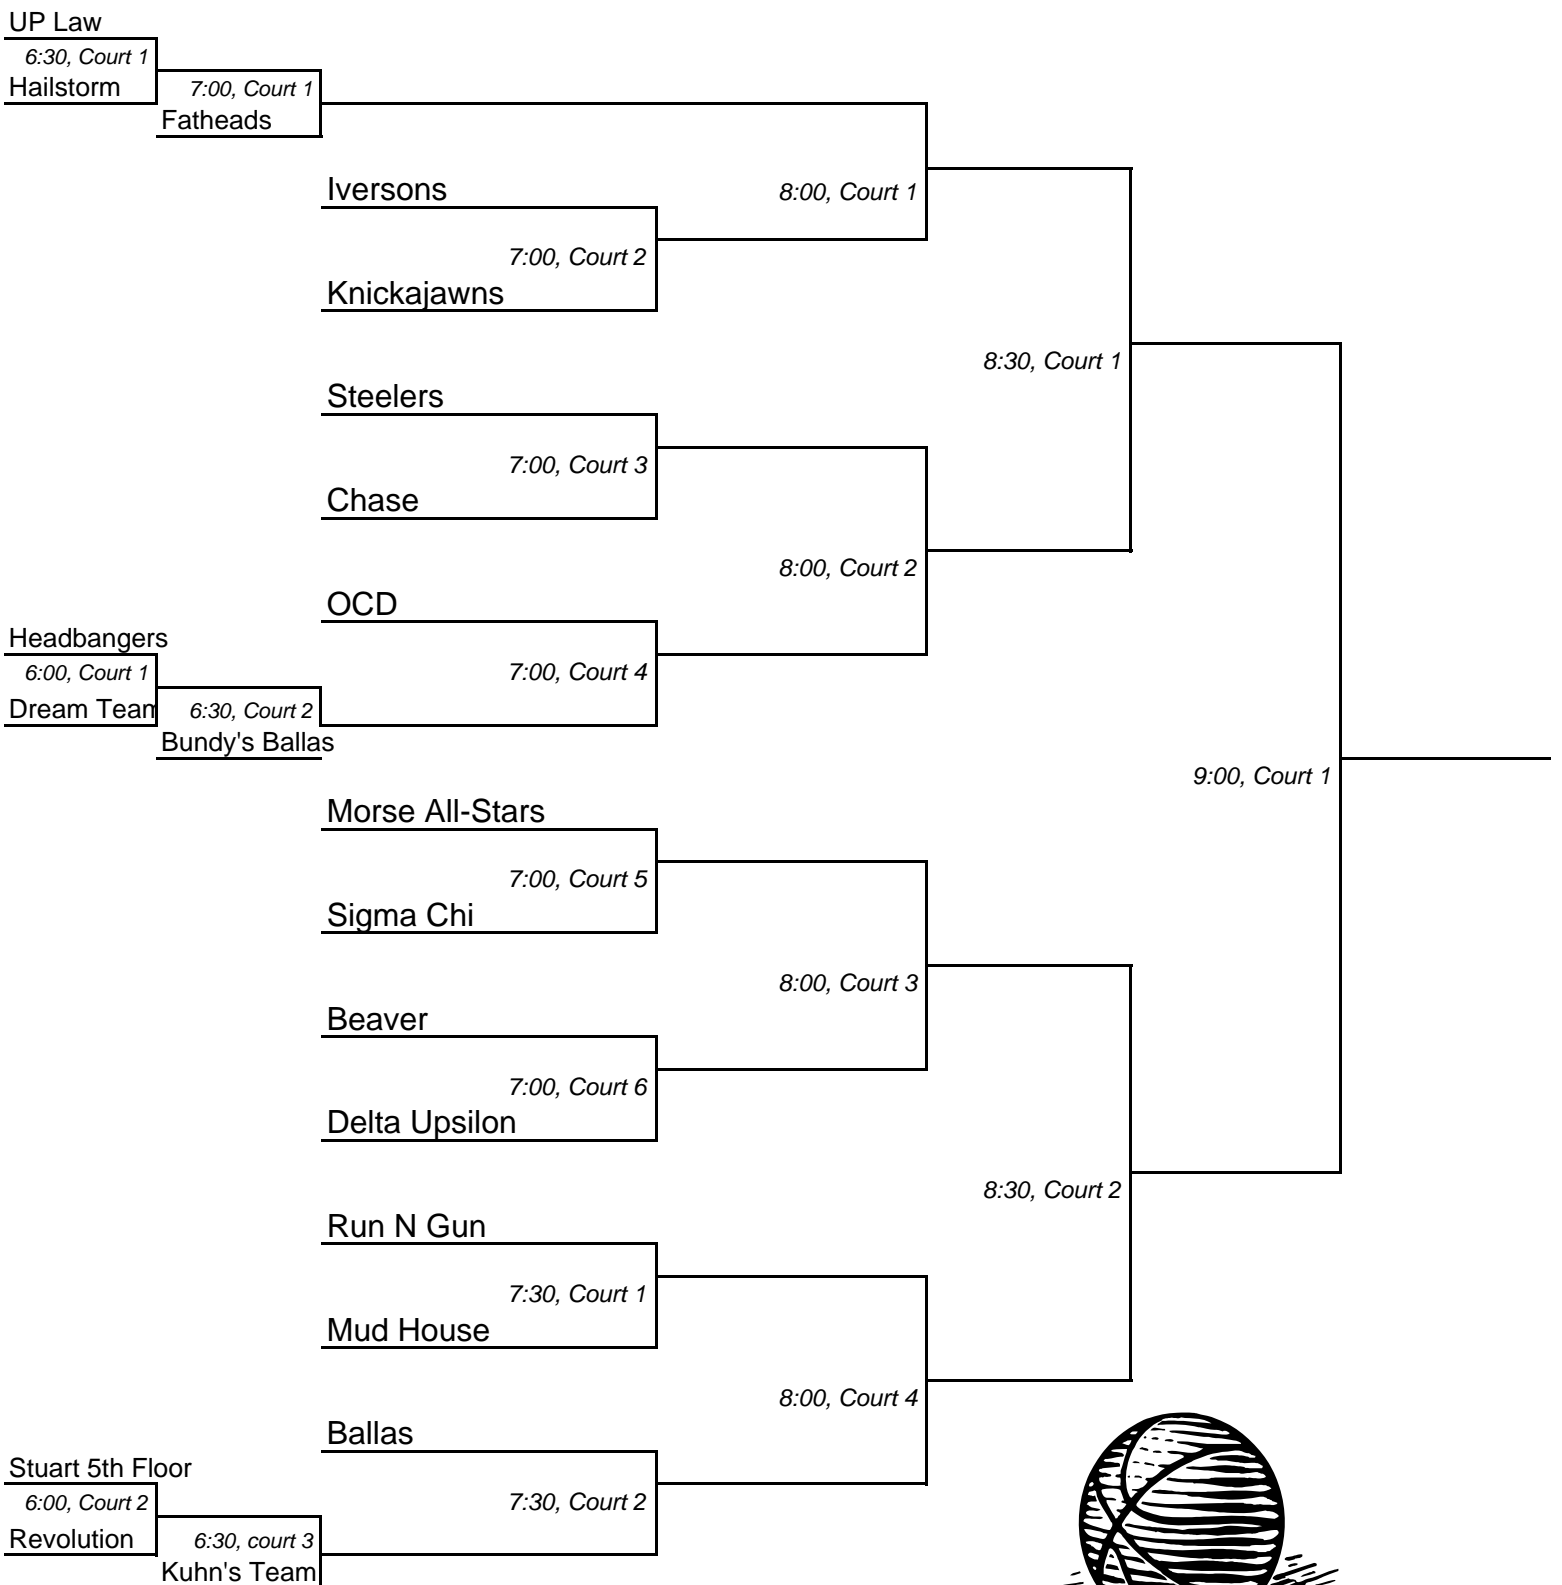 UP Law
6:30, Court 1
Hailstorm
7:00, Court 1
Fatheads
Iversons
8:00, Court 1
7:00, Court 2
Knickajawns
8:30, Court 1
Steelers
7:00, Court 3
Chase
8:00, Court 2
OCD
Headbangers
6:00, Court 1
7:00, Court 4
Dream Team
6:30, Court 2
Bundy's Ballas
9:00, Court 1
Morse All-Stars
7:00, Court 5
Sigma Chi
8:00, Court 3
Beaver
7:00, Court 6
Delta Upsilon
8:30, Court 2
Run N Gun
7:30, Court 1
Mud House
8:00, Court 4
Ballas
Stuart 5th Floor
6:00, Court 2
7:30, Court 2
Revolution
6:30, court 3
Kuhn's Team